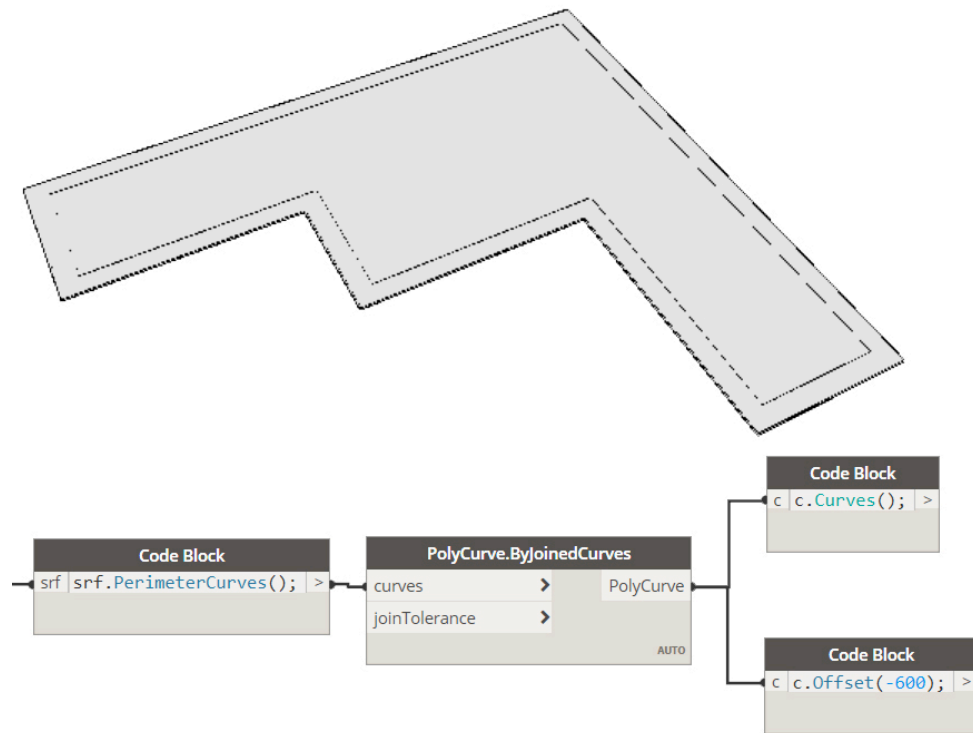 Code Block
c c.Curves(); >
Code Block
srf srf.PerimeterCurves(); >
PolyCurve.ByJoinedCurves
curves > PolyCurve
joinTolerance >
AUTO
Code Block
c c.Offset(-600); >